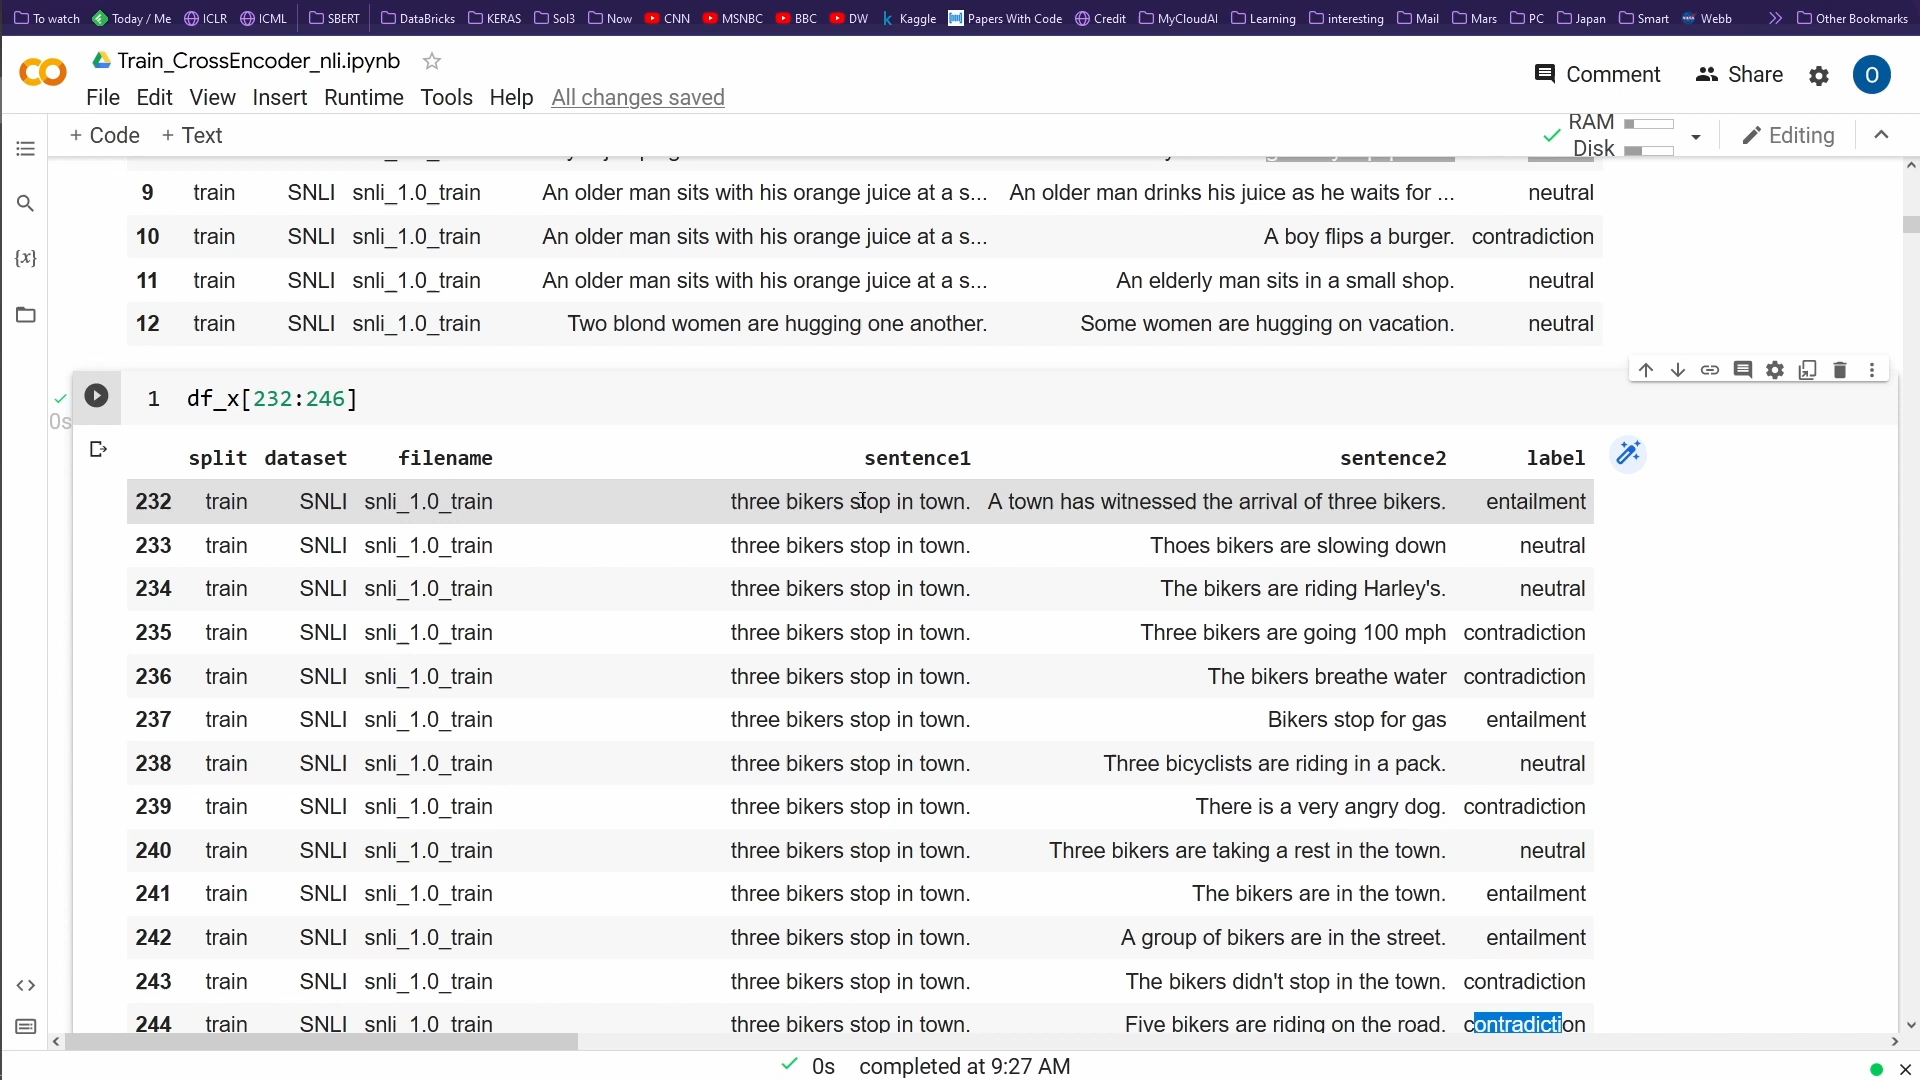 To watch Today / Me ICLR ICML SBERT DataBricks KERAS Sol3 Now CNN MSNBC BBC DW Kaggle Papers With Code Credit MyCloudAI Learning interesting Mail Mars PC Japan Smart Webb Other Bookmarks
Train_CrossEncoder_nli.ipynb
Comment Share O
File Edit View Insert Runtime Tools Help All changes saved
+ Code + Text RAM Disk Editing
9 train SNLI snli_1.0_train An older man sits with his orange juice at a s... An older man drinks his juice as he waits for ... neutral
10 train SNLI snli_1.0_train An older man sits with his orange juice at a s... A boy flips a burger. contradiction
11 train SNLI snli_1.0_train An older man sits with his orange juice at a s... An elderly man sits in a small shop. neutral
12 train SNLI snli_1.0_train Two blond women are hugging one another. Some women are hugging on vacation. neutral
1 df_x[232:246]
0s
split dataset filename sentence1 sentence2 label
232 train SNLI snli_1.0_train three bikers stop in town. A town has witnessed the arrival of three bikers. entailment
233 train SNLI snli_1.0_train three bikers stop in town. Thoes bikers are slowing down neutral
234 train SNLI snli_1.0_train three bikers stop in town. The bikers are riding Harley's. neutral
235 train SNLI snli_1.0_train three bikers stop in town. Three bikers are going 100 mph contradiction
236 train SNLI snli_1.0_train three bikers stop in town. The bikers breathe water contradiction
237 train SNLI snli_1.0_train three bikers stop in town. Bikers stop for gas entailment
238 train SNLI snli_1.0_train three bikers stop in town. Three bicyclists are riding in a pack. neutral
239 train SNLI snli_1.0_train three bikers stop in town. There is a very angry dog. contradiction
240 train SNLI snli_1.0_train three bikers stop in town. Three bikers are taking a rest in the town. neutral
241 train SNLI snli_1.0_train three bikers stop in town. The bikers are in the town. entailment
242 train SNLI snli_1.0_train three bikers stop in town. A group of bikers are in the street. entailment
243 train SNLI snli_1.0_train three bikers stop in town. The bikers didn't stop in the town. contradiction
244 train SNLI snli_1.0_train three bikers stop in town. Five bikers are riding on the road. contradiction
0s completed at 9:27 AM